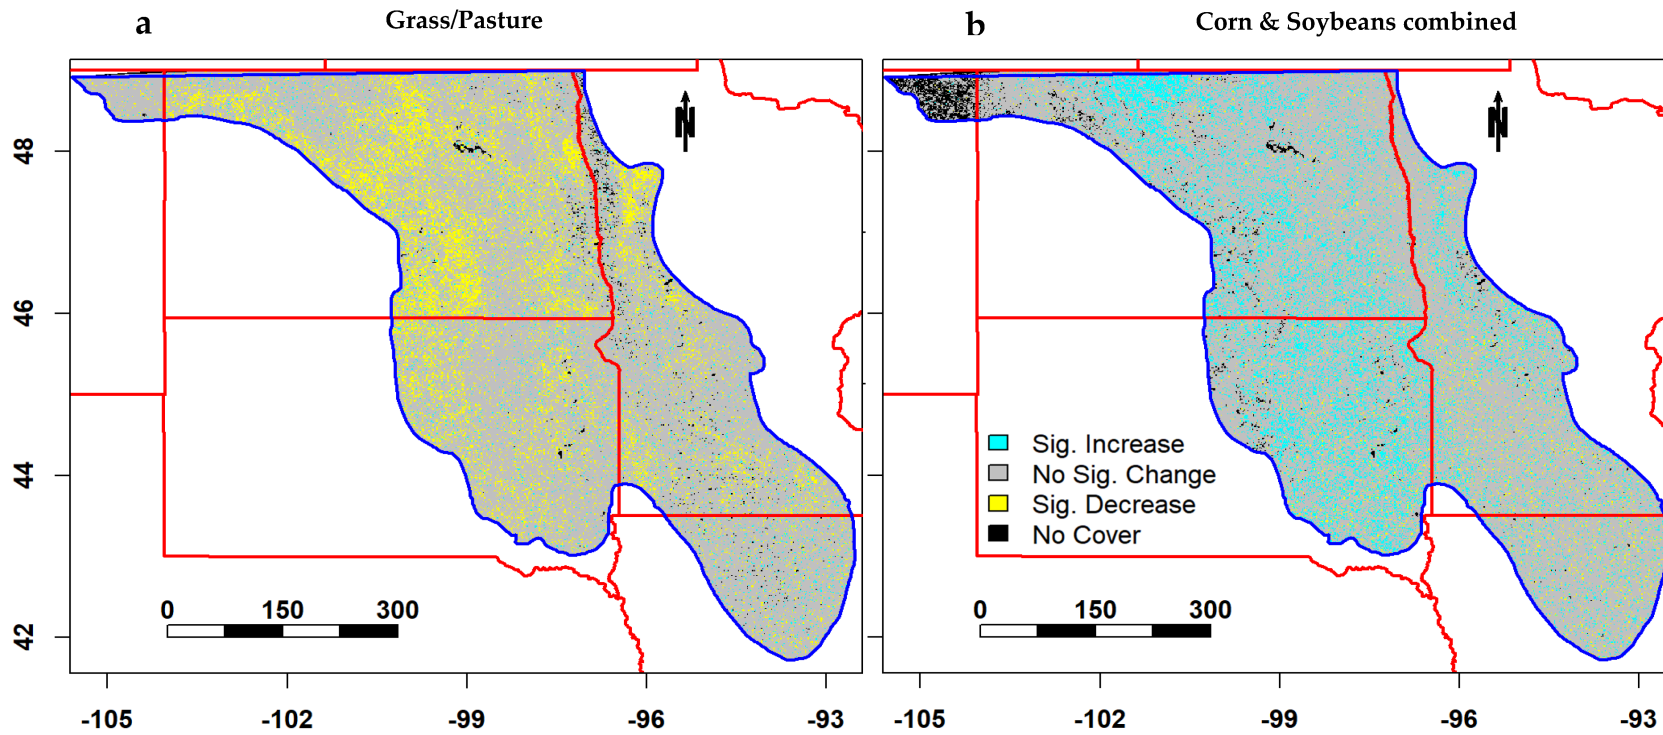 a Grass/Pasture b Corn & Soybeans combined
N N
48
46
44
42
Sig. Increase
No Sig. Change
Sig. Decrease
No Cover
0 150 300 0 150 300
-105 -102 -99 -96 -93 -105 -102 -99 -96 -93